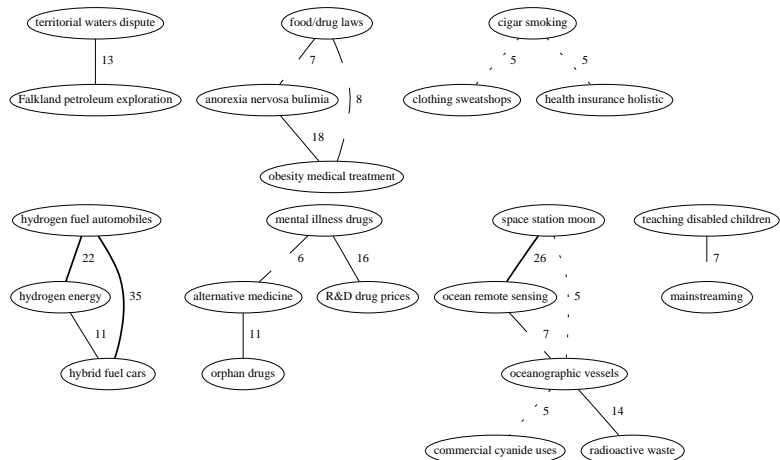 territorial waters dispute
food/drug laws
cigar smoking
13
7
5
5
Falkland petroleum exploration
anorexia nervosa bulimia
8
clothing sweatshops
health insurance holistic
18
obesity medical treatment
hydrogen fuel automobiles
mental illness drugs
space station moon
teaching disabled children
22
6
16
26
7
hydrogen energy
35
alternative medicine
R&D drug prices
ocean remote sensing
5
mainstreaming
11
11
7
hybrid fuel cars
orphan drugs
oceanographic vessels
5
14
commercial cyanide uses
radioactive waste